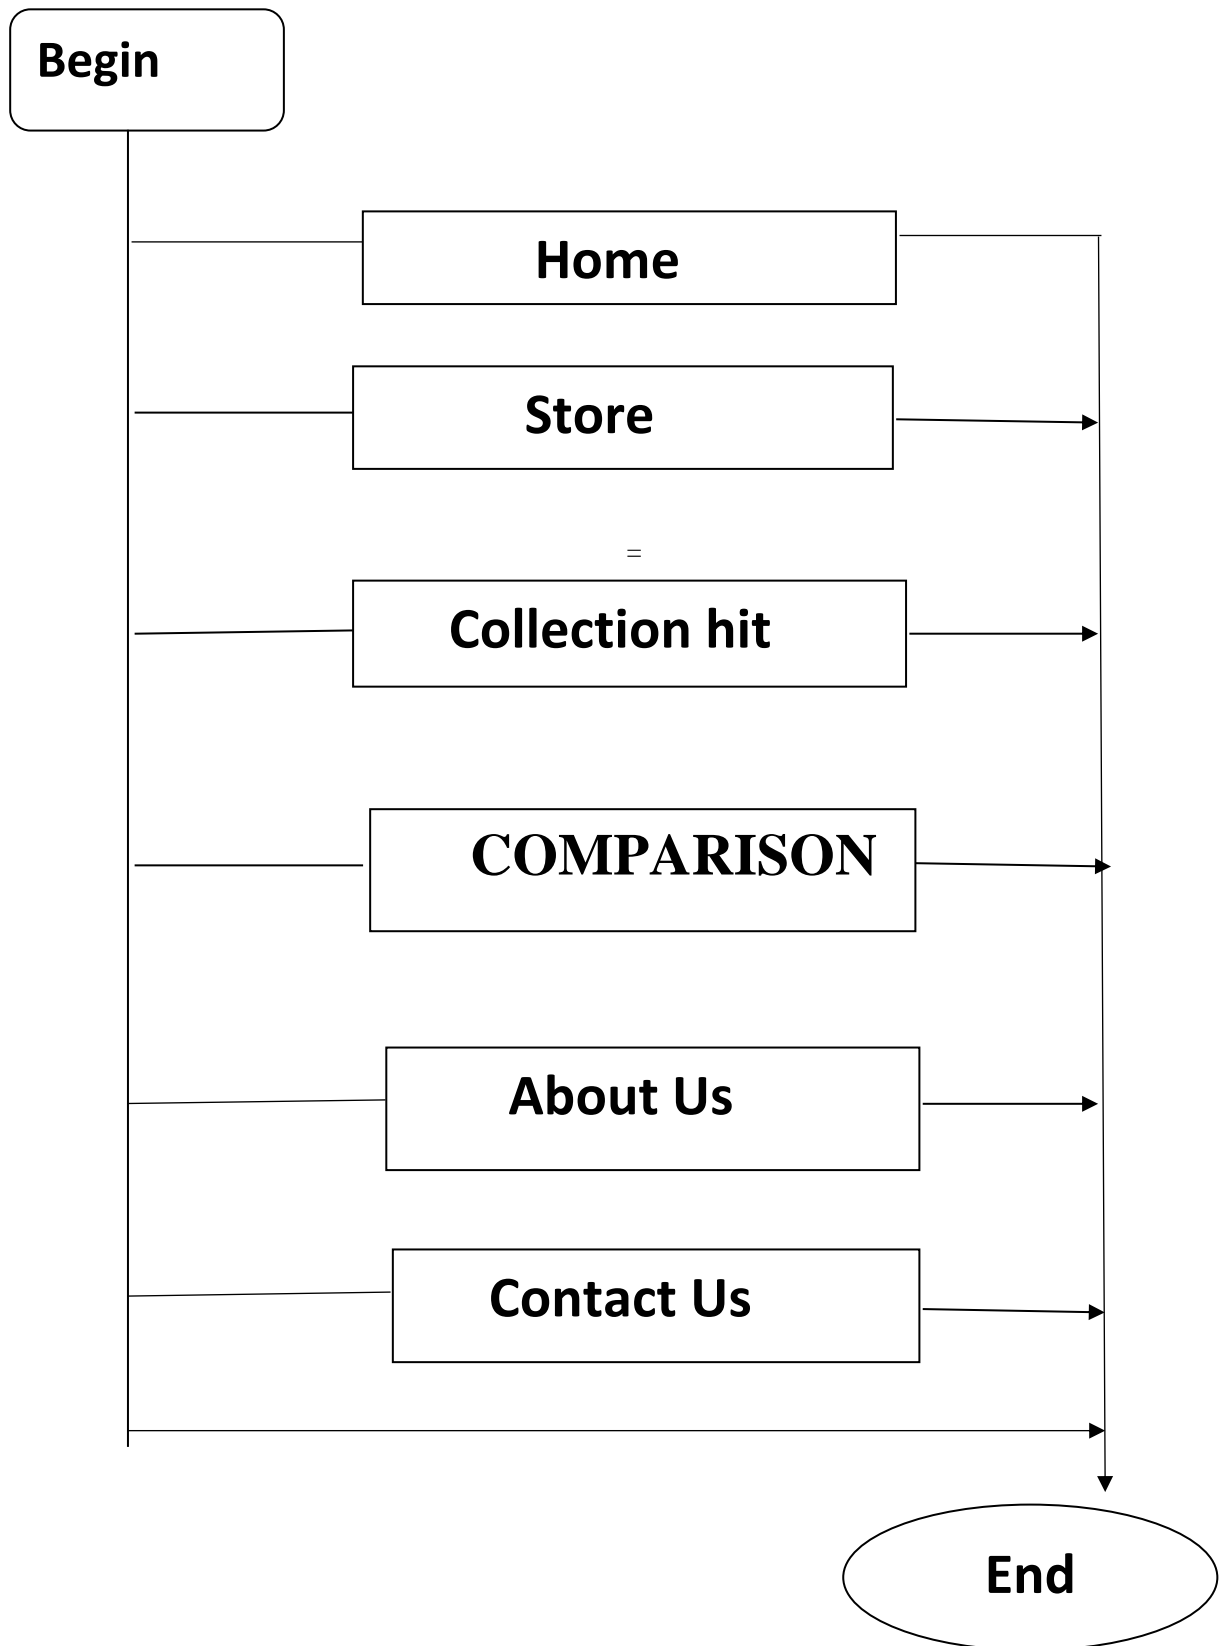 Begin
Home
Store
=
Collection hit
COMPARISON
About Us
Contact Us
End